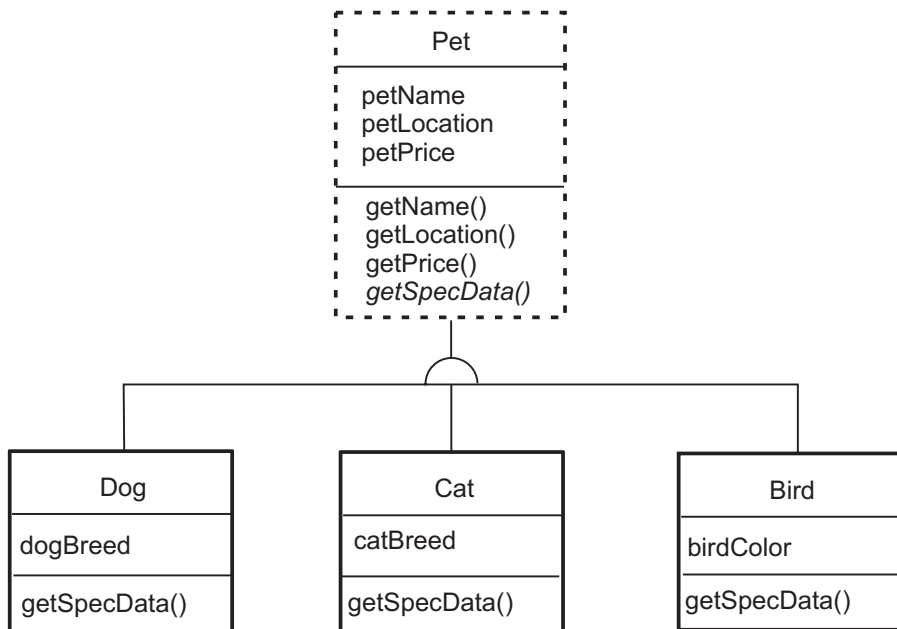 Pet
petName
petLocation
petPrice
getName()
getLocation()
getPrice()
getSpecData()
Dog
dogBreed
getSpecData()
Cat
catBreed
getSpecData()
Bird
birdColor
getSpecData()